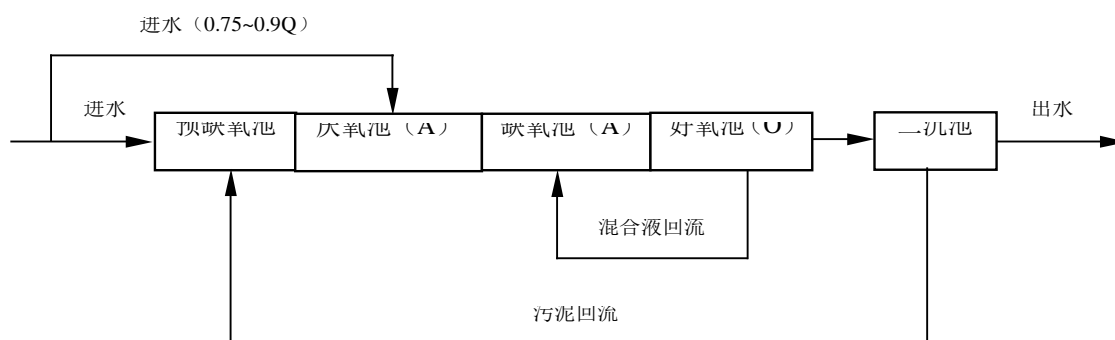 进水（0.75~0.9Q）
进水
出水
预缺氧池
厌氧池（A）
缺氧池（A）
好氧池（O）
二沉池
混合液回流
污泥回流